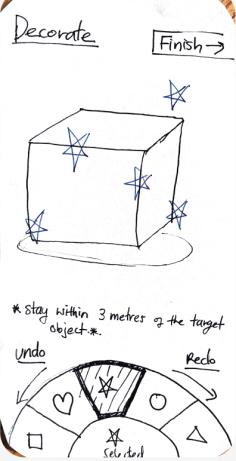 Decorate
Finish →
* Stay within 3 metres of the target
object. *.
Undo
Redo
Selected